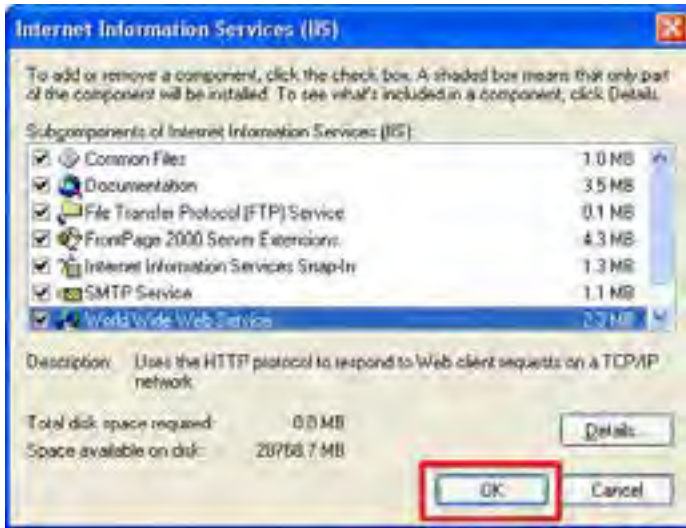 Internet Information Services (IIS)
To add or remove a component, click the check box. A shaded box means that only part
of the component will be installed. To see what's included in a component, click Details.
Subcomponents of Internet Information Services (IIS):
Common Files 1.0 MB
Documentation 3.5 MB
File Transfer Protocol (FTP) Service 0.1 MB
FrontPage 2000 Server Extensions 4.3 MB
Internet Information Services Snap-In 1.3 MB
SMTP Service 1.1 MB
World Wide Web Service 2.3 MB
Description: Uses the HTTP protocol to respond to Web client requests on a TCP/IP
network
Total disk space required: 0.0 MB
Space available on disk: MB
Details...
OK
Cancel